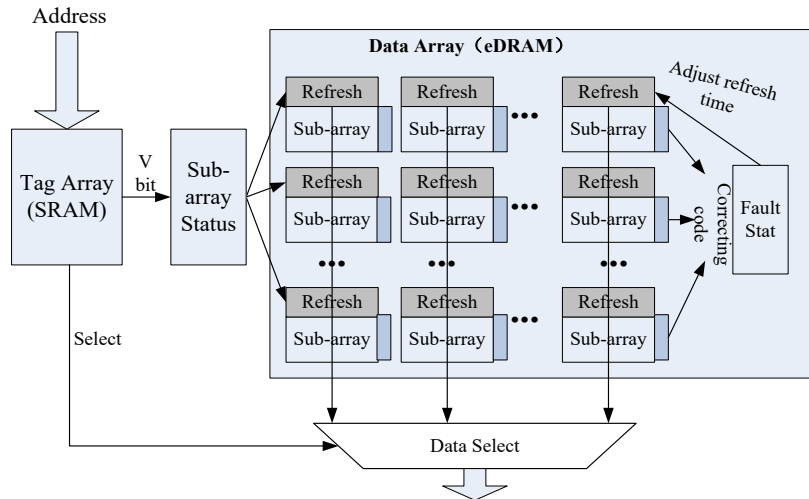 Address
Data Array（eDRAM）
Adjust refresh
time
Refresh
Refresh
Refresh
Sub-array
Sub-array
•••
Sub-array
Tag Array
(SRAM)
V
bit
Sub-
array
Status
Refresh
Refresh
Refresh
Sub-array
Sub-array
•••
Sub-array
Correcting
code
Fault
Stat
•••
•••
•••
Refresh
Refresh
Refresh
Sub-array
Sub-array
•••
Sub-array
Select
Data Select